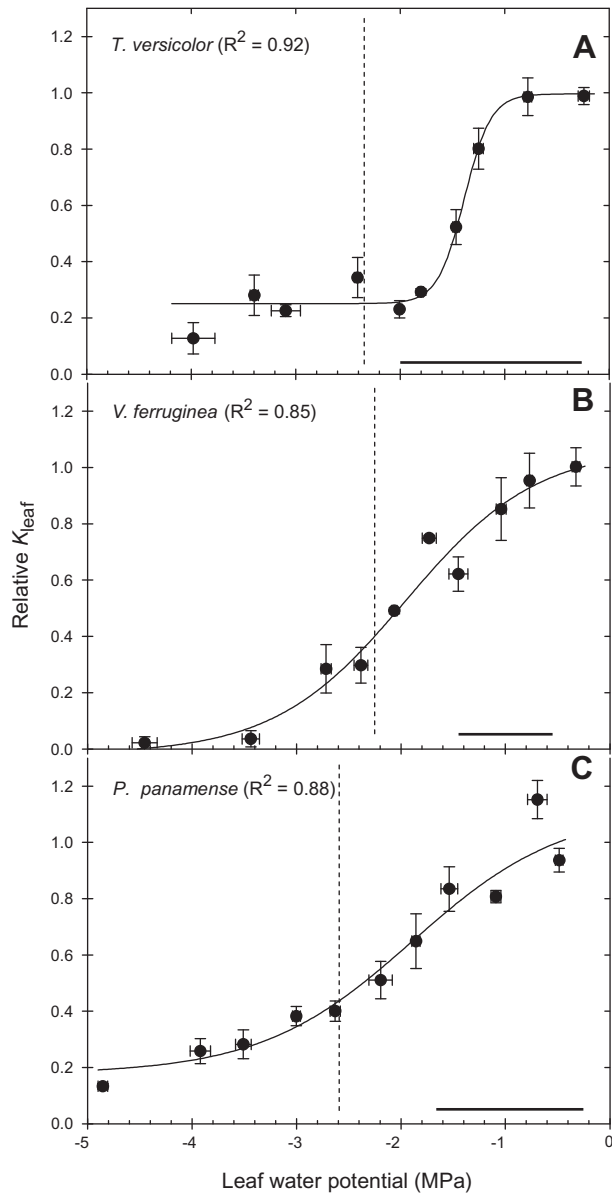 1.2
T. versicolor (R² = 0.92)
A
1.0
0.8
0.6
0.4
0.2
0.0
1.2
V. ferruginea (R² = 0.85)
B
1.0
0.8
0.6
0.4
0.2
0.0
Relative Kleaf
1.2
P. panamense (R² = 0.88)
C
1.0
0.8
0.6
0.4
0.2
0.0
-5 -4 -3 -2 -1 0
Leaf water potential (MPa)